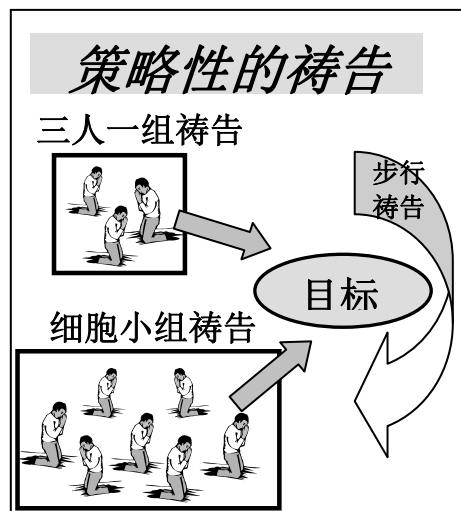 策略性的祷告
三人一组祷告
步行
祷告
目标
细胞小组祷告